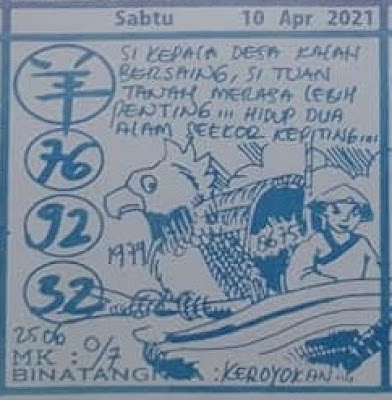 Sabtu 10 Apr 2021
羊
SI KEPALA DESA KALAH
BERSAING, SI TUAN
TANAH MERASA LEBIH
PENTING ... HIDUP DUA
ALAM SEEKOR KEPITING ...
76
92
32
1979
8675
2506
MK : 0/7
: KEROYOKAN ...